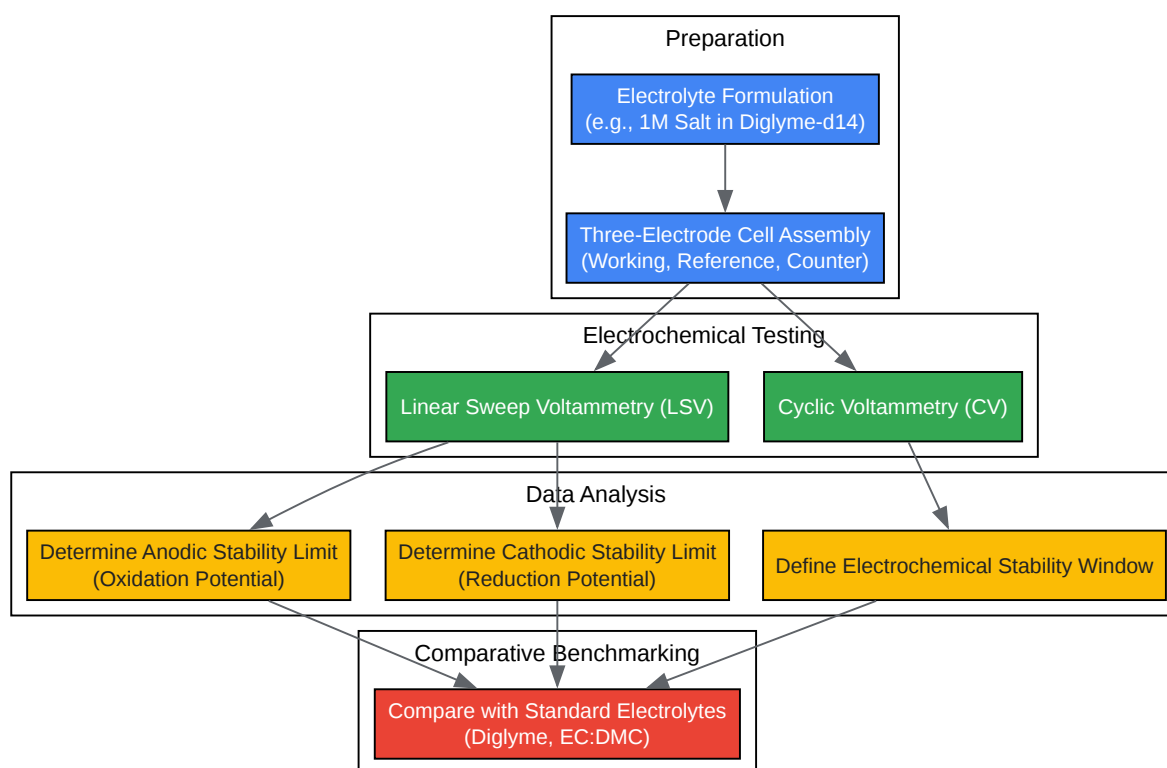 Preparation
Electrolyte Formulation
(e.g., 1M Salt in Diglyme-d14)
Three-Electrode Cell Assembly
(Working, Reference, Counter)
Electrochemical Testing
Linear Sweep Voltammetry (LSV)
Cyclic Voltammetry (CV)
Data Analysis
Determine Anodic Stability Limit
(Oxidation Potential)
Determine Cathodic Stability Limit
(Reduction Potential)
Define Electrochemical Stability Window
Comparative Benchmarking
Compare with Standard Electrolytes
(Diglyme, EC:DMC)